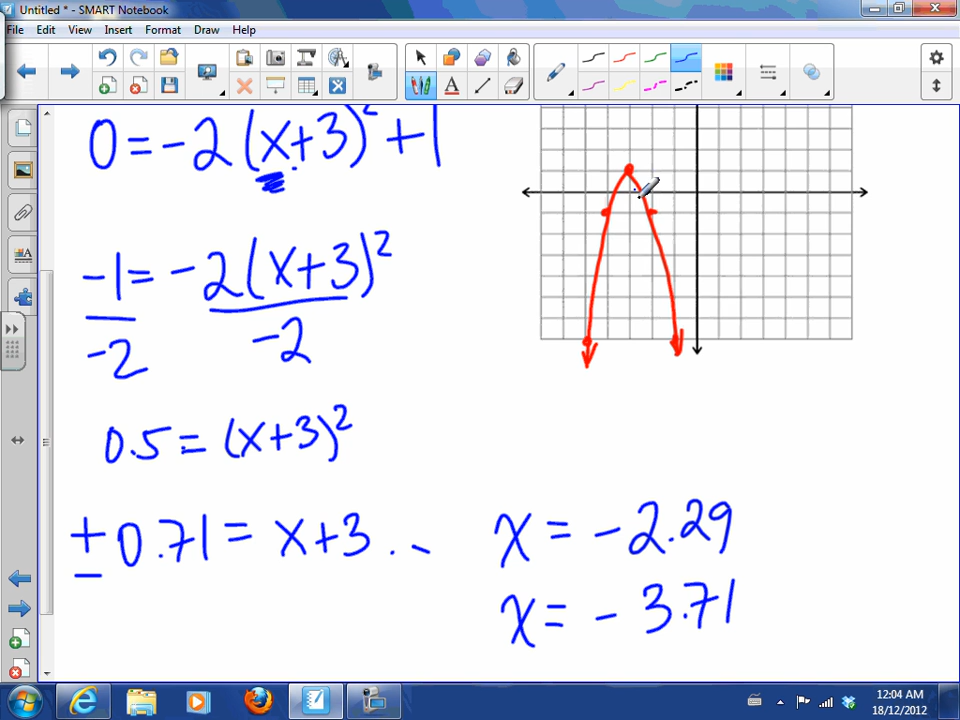 Untitled * - SMART Notebook
File Edit View Insert Format Draw Help
0 = -2(x+3)² + 1
-1 = -2(x+3)²
-2 -2
0.5 = (x+3)²
± 0.71 = x+3 . ~
x = -2.29
x = -3.71
12:04 AM
18/12/2012